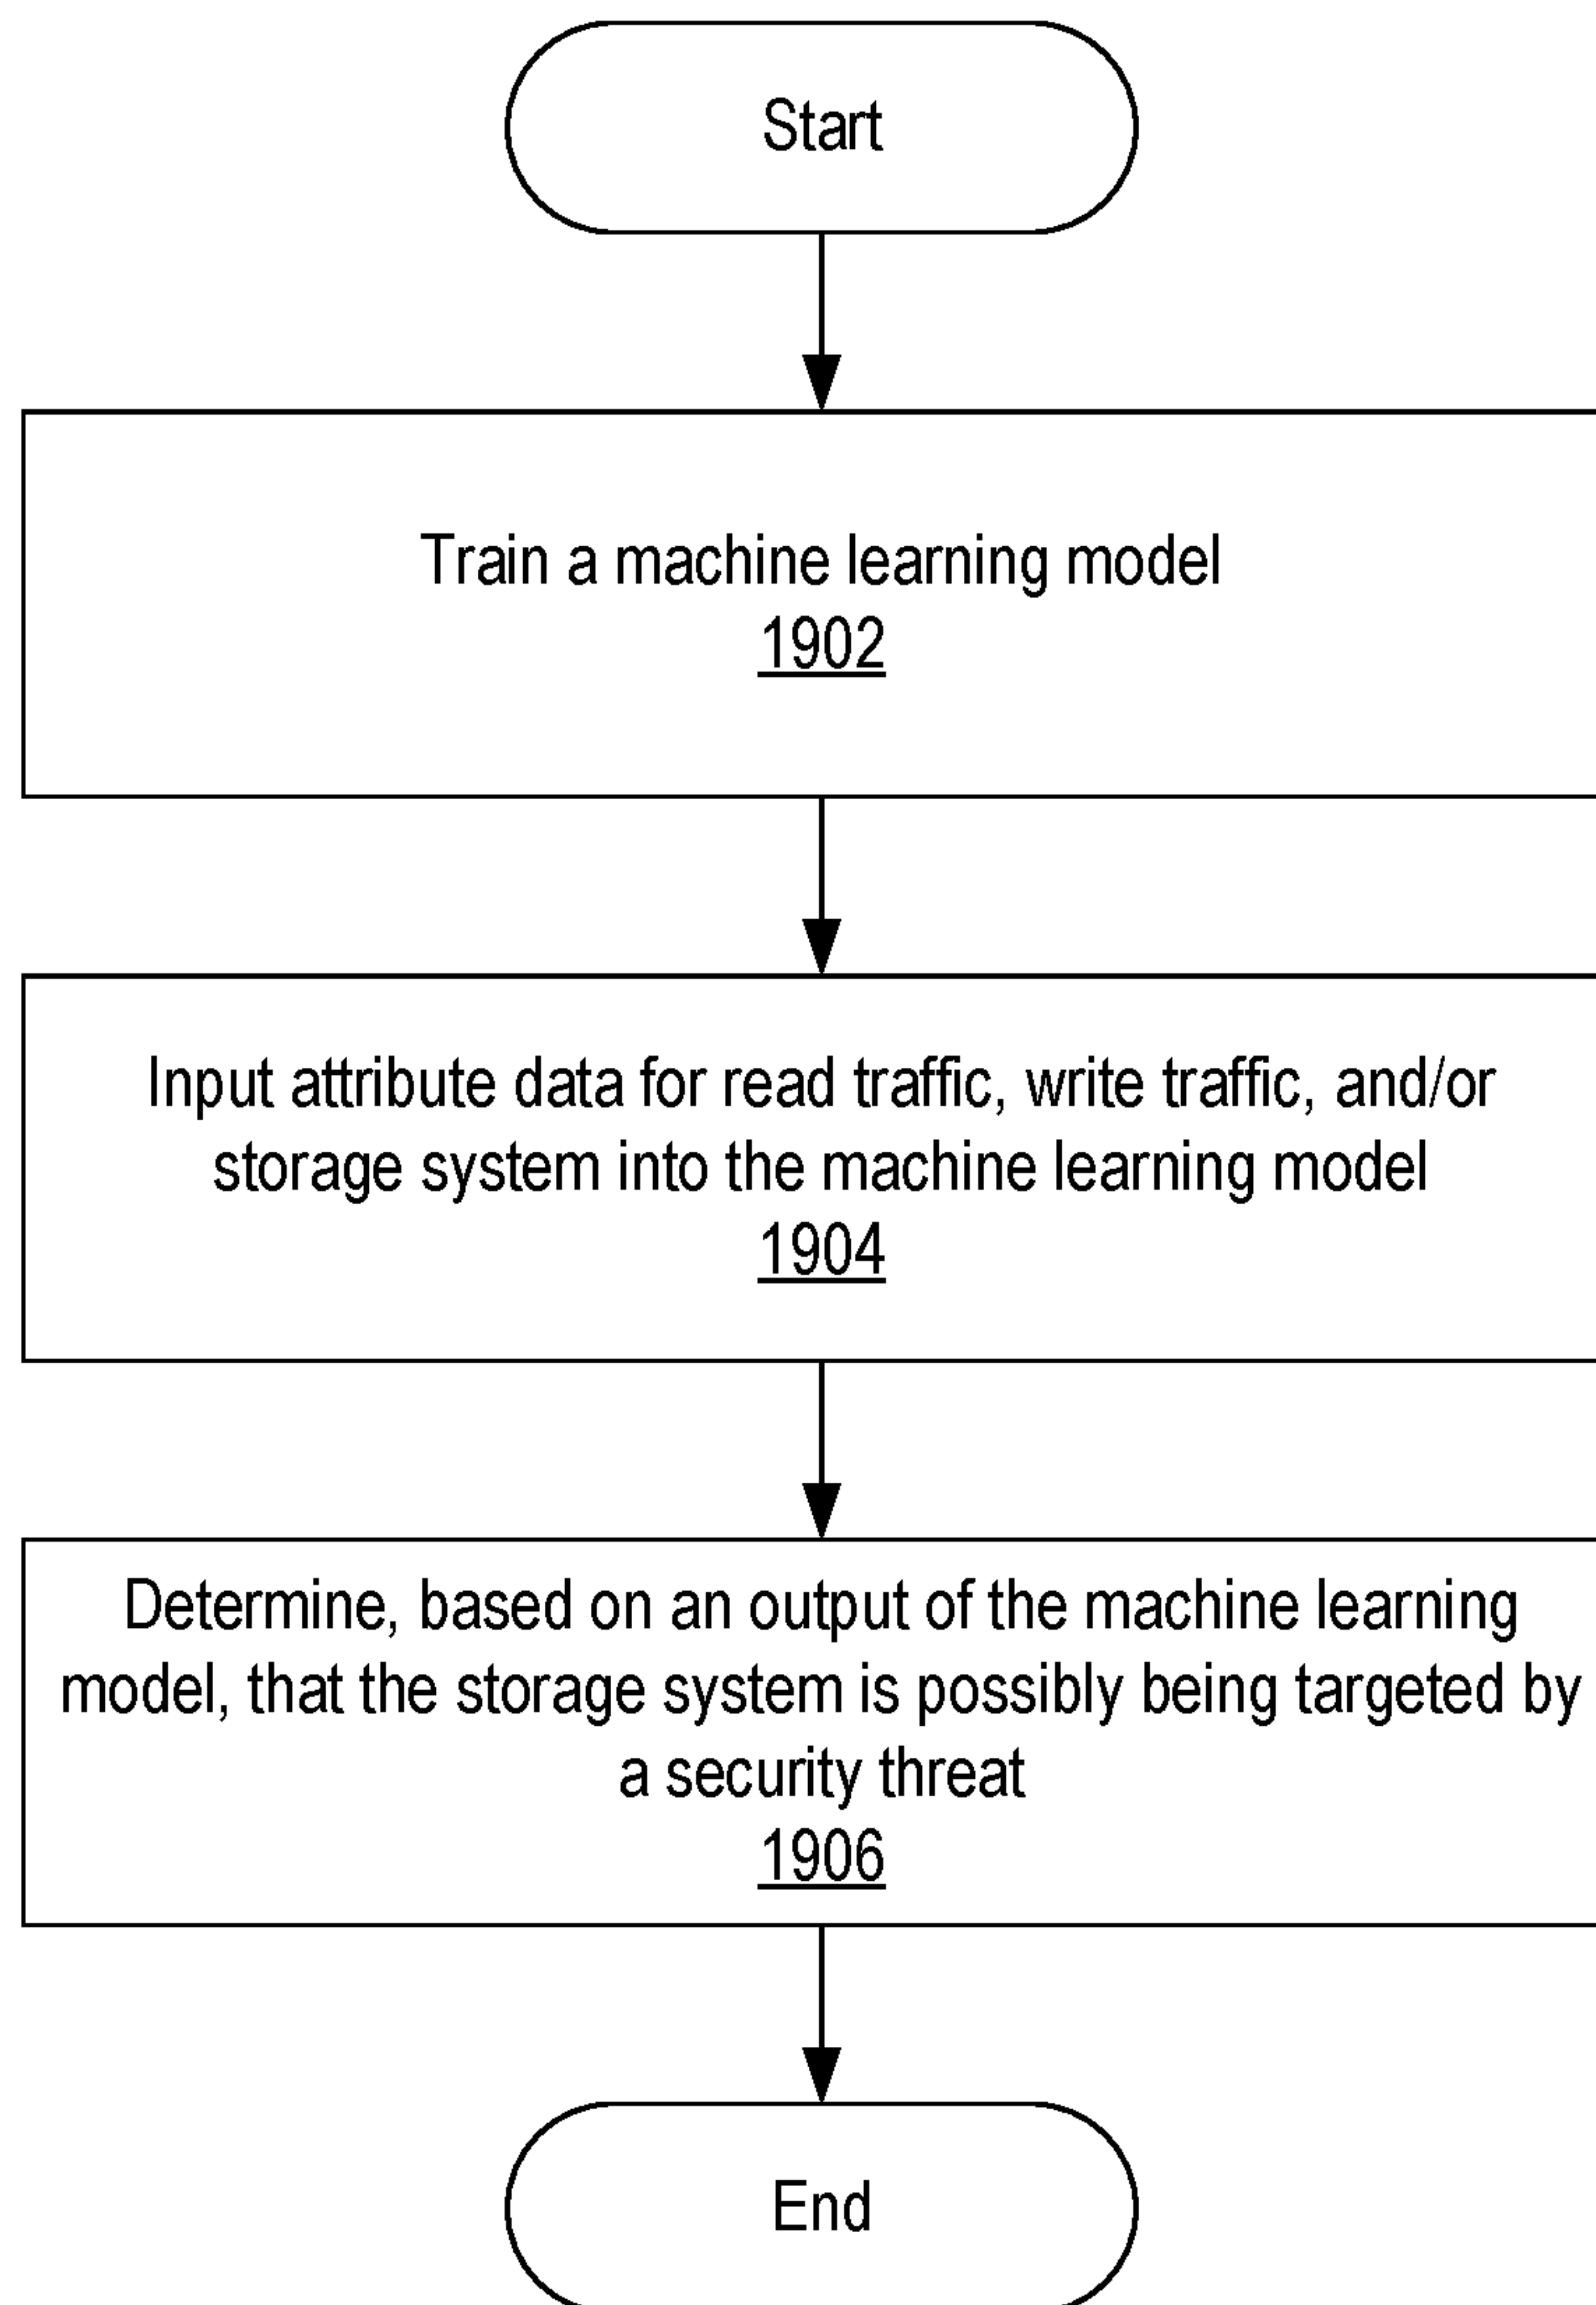 Start
Train a machine learning model
1902
Input attribute data for read traffic, write traffic, and/or
storage system into the machine learning model
1904
Determine, based on an output of the machine learning
model, that the storage system is possibly being targeted by
a security threat
1906
End